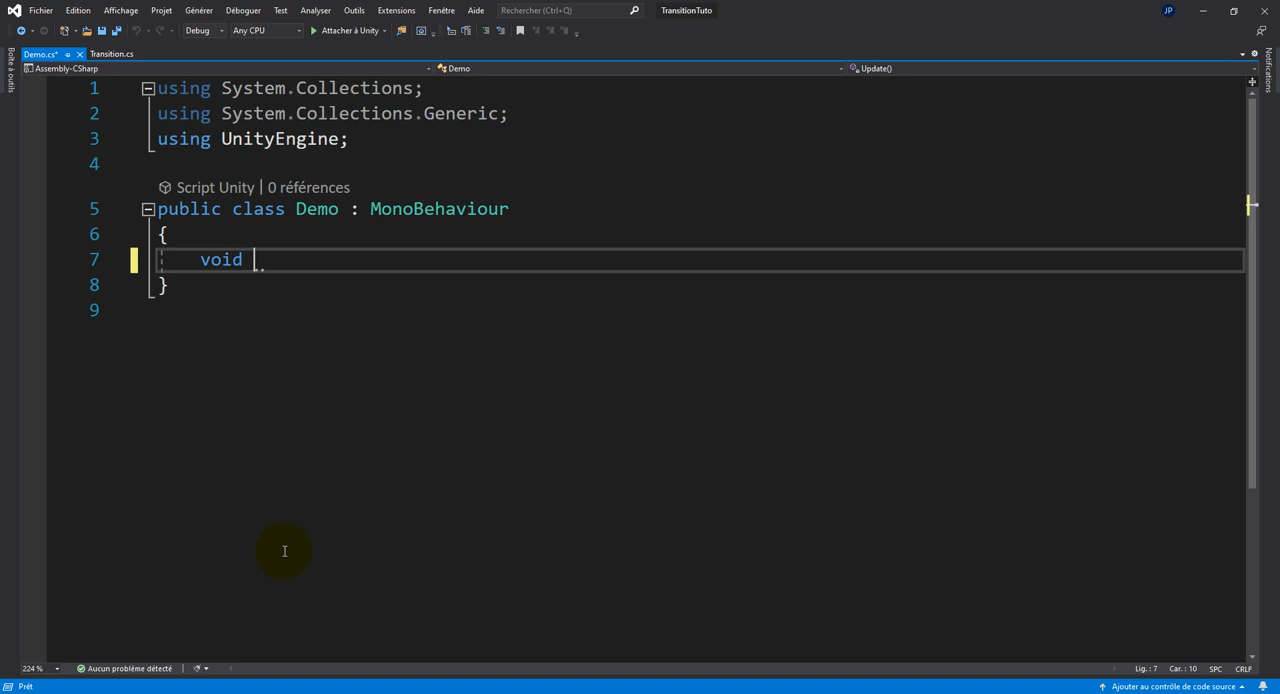 Fichier Edition Affichage Projet Générer Déboguer Test Analyser Outils Extensions Fenêtre Aide Rechercher (Ctrl+Q) TransitionTuto JP
Debug Any CPU Attacher à Unity
Demo.cs* Transition.cs
Assembly-CSharp Demo Update()
Boîte à outils
Notifications
1 using System.Collections;
2 using System.Collections.Generic;
3 using UnityEngine;
4
Script Unity | 0 références
5 public class Demo : MonoBehaviour
6 {
7 void
8 }
9
224 % Aucun problème détecté Lig. : 7 Car. : 10 SPC CRLF
Prêt Ajouter au contrôle de code source